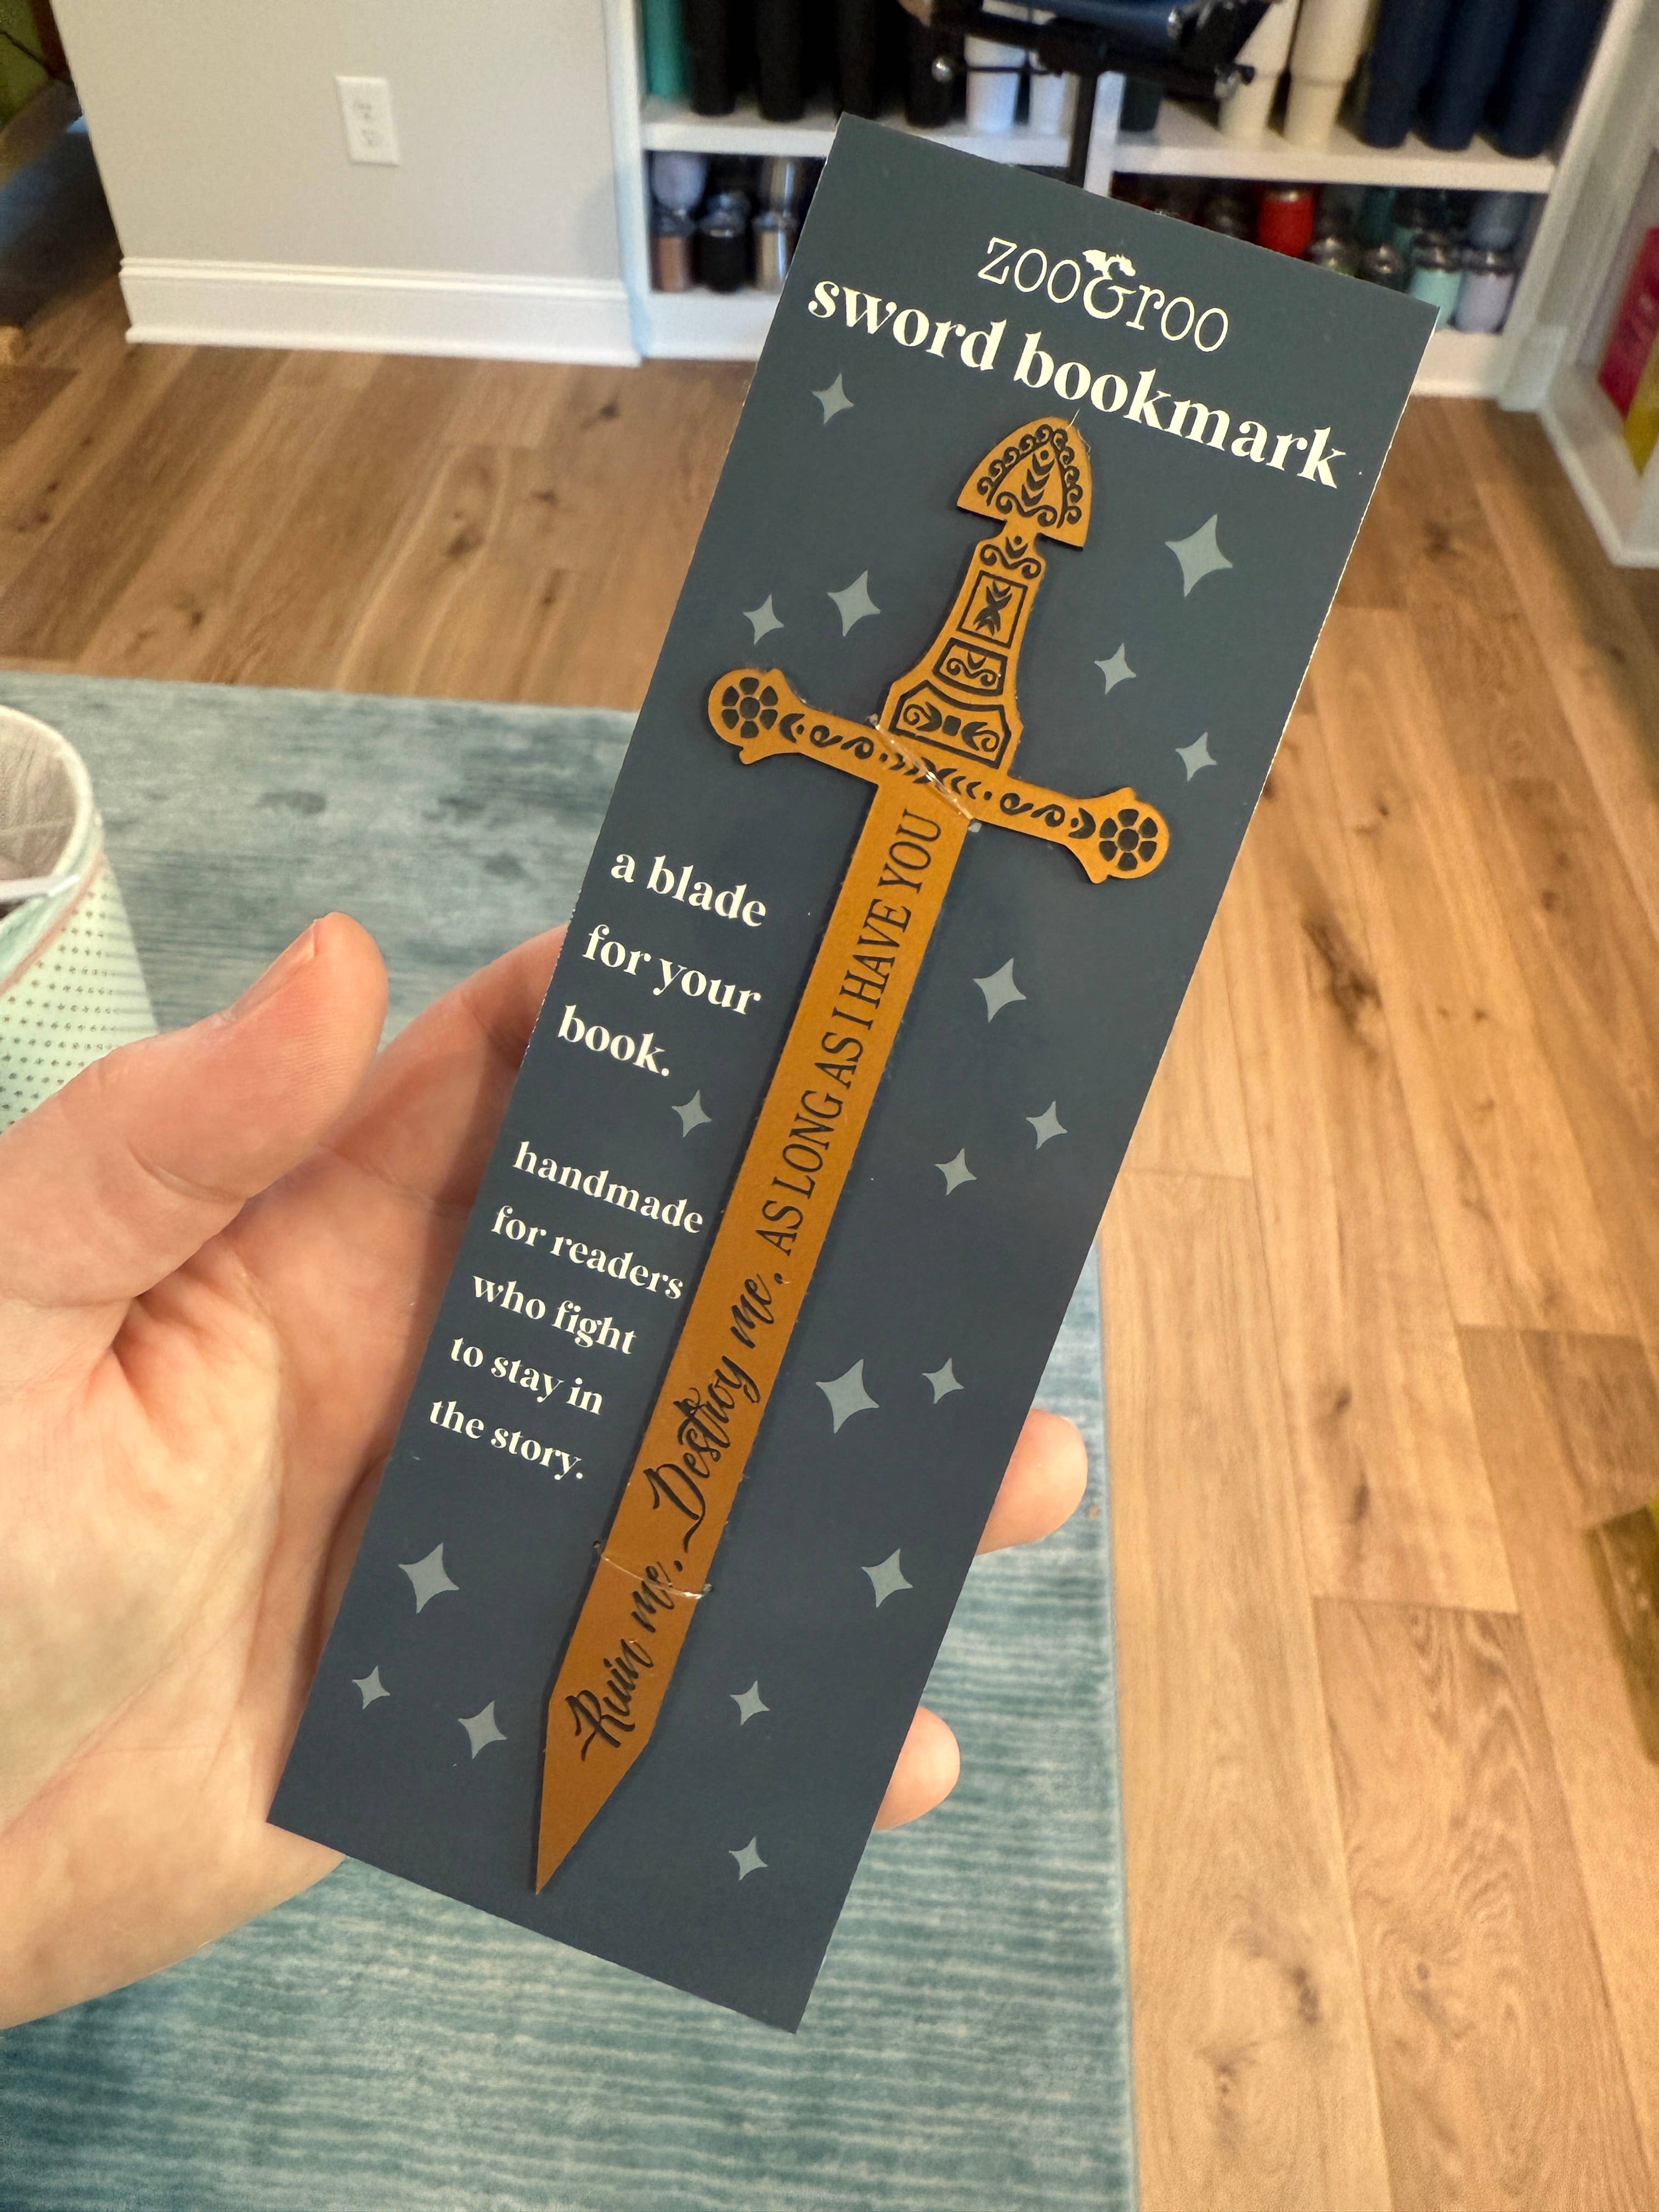 zoo&roo
sword bookmark
a blade
for your
book.
handmade
for readers
who fight
to stay in
the story.
Ruin me. Destroy me. AS LONG AS I HAVE YOU